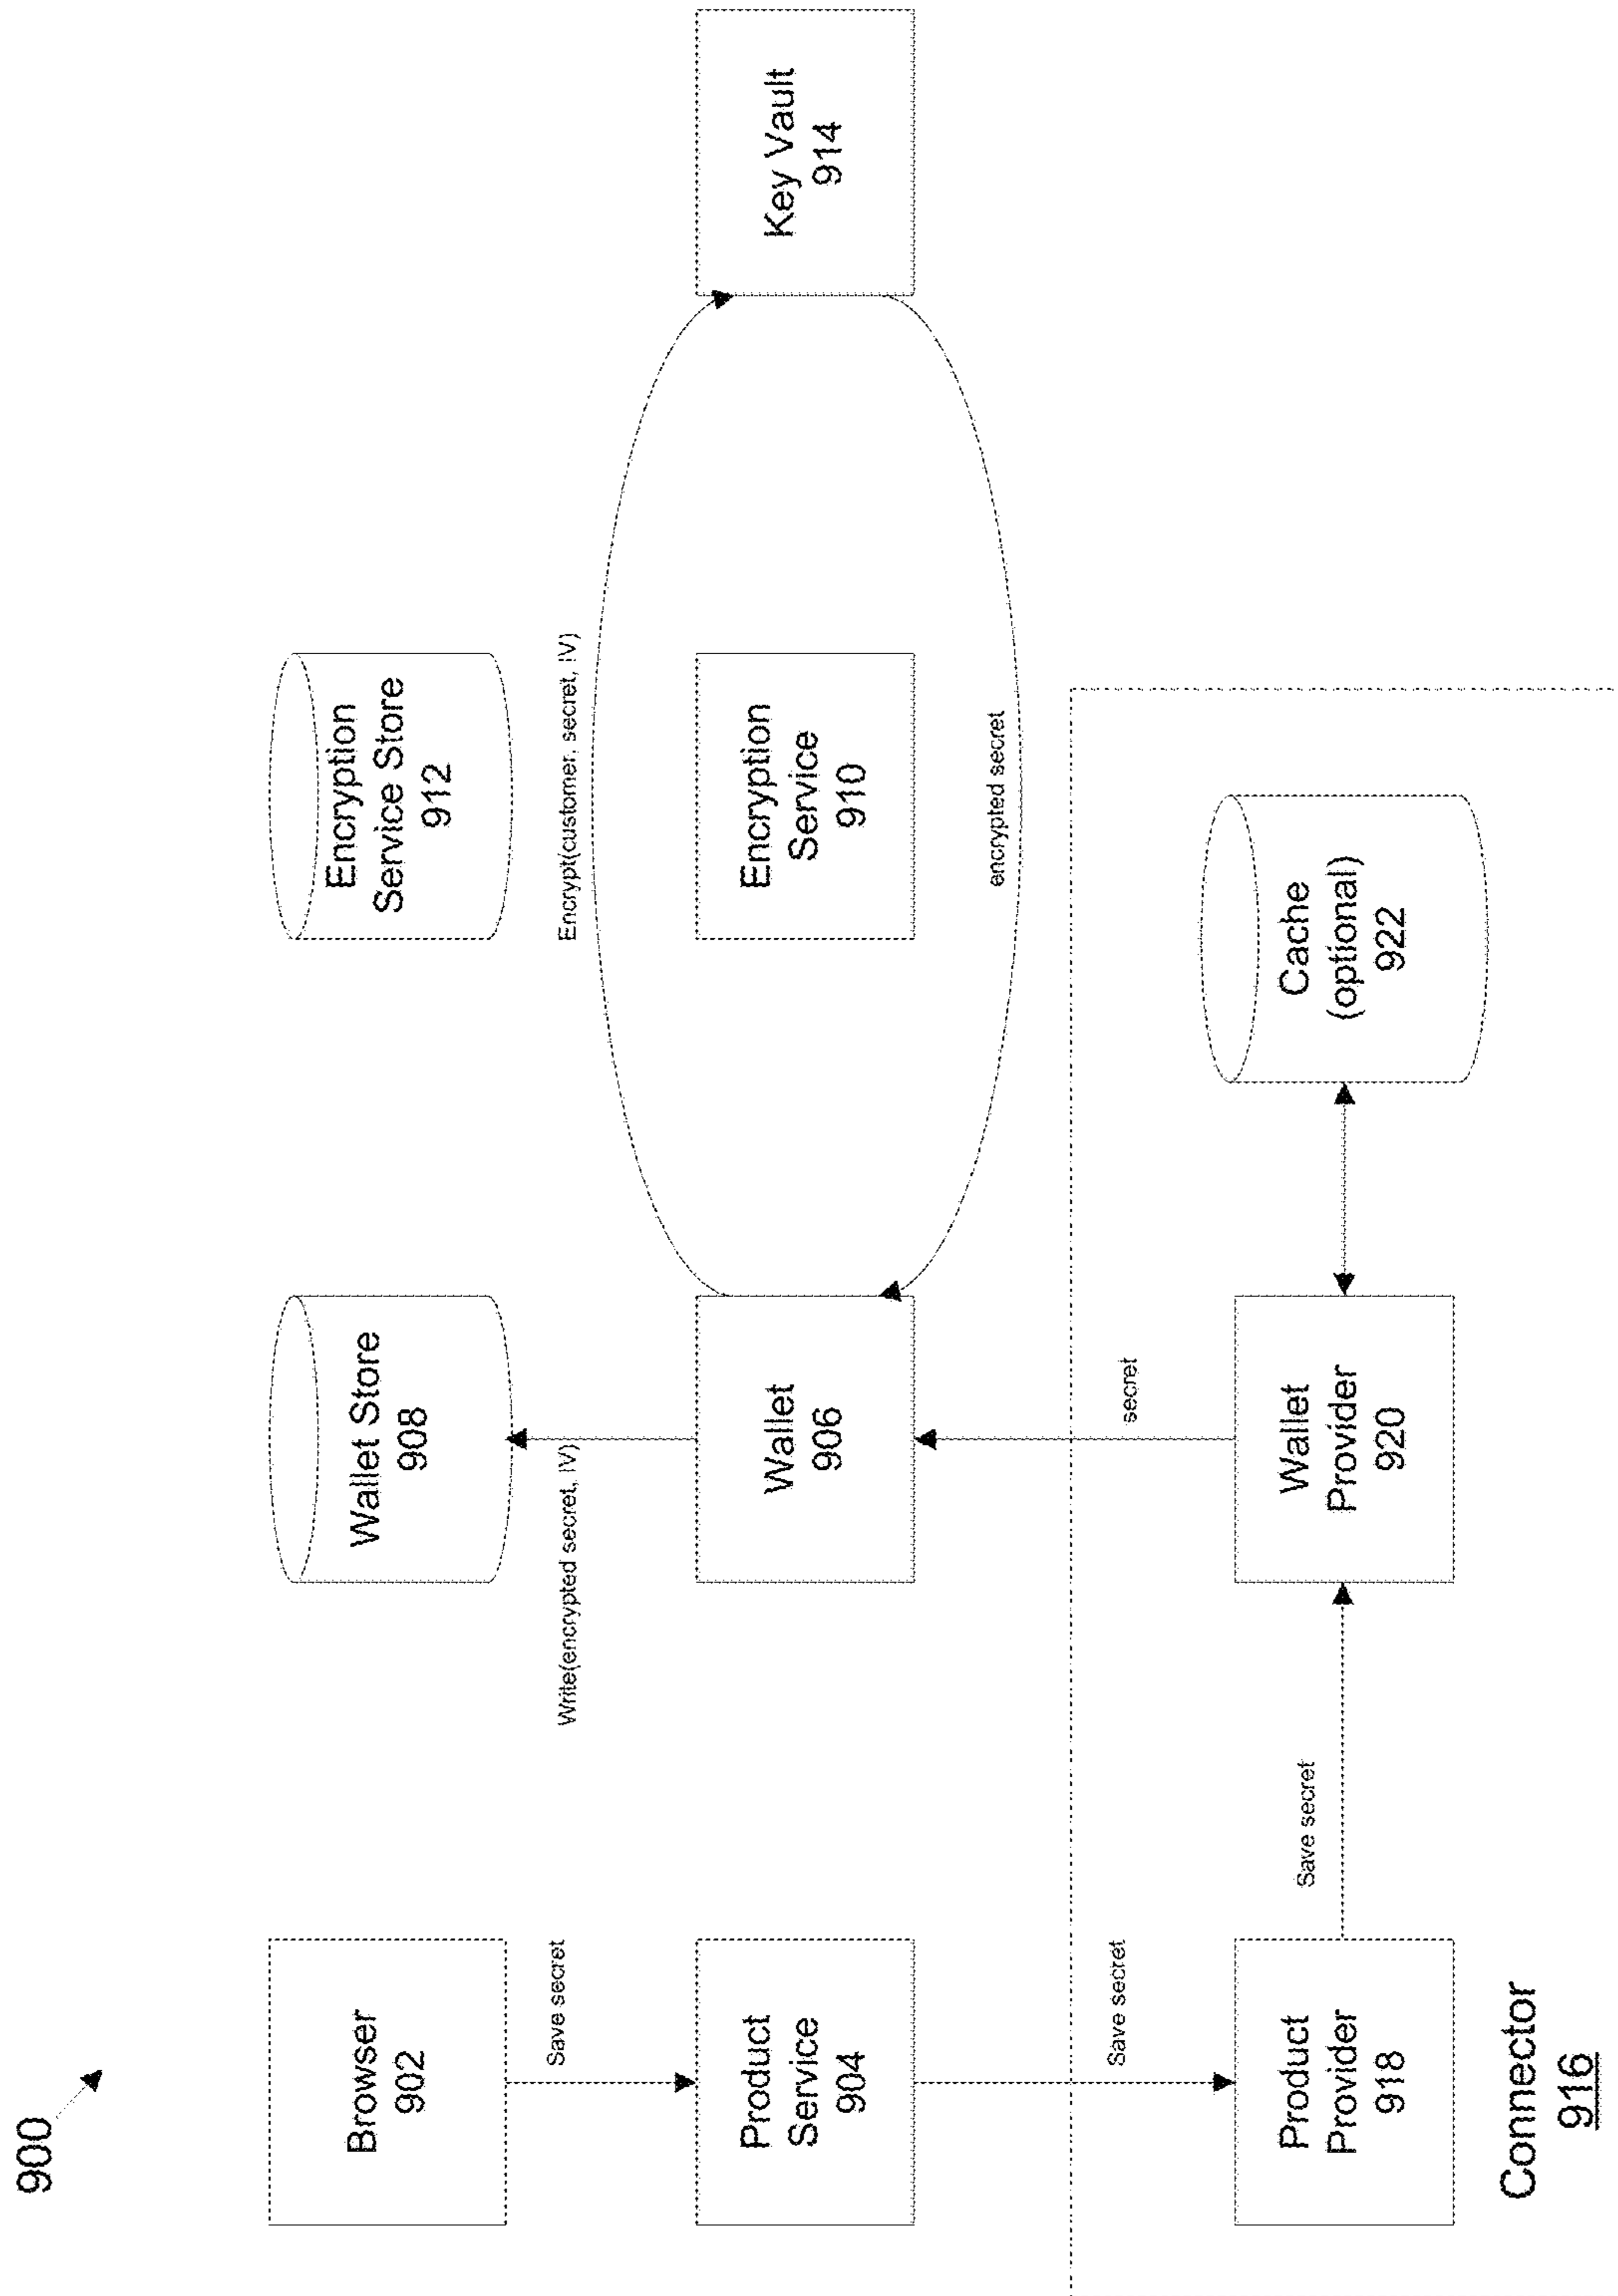 900
Browser
902
Save secret
Product
Service
904
Save secret
Product
Provider
918
Save secret
Connector
916
Wallet Store
908
Write(encrypted secret, IV)
Wallet
906
secret
Wallet
Provider
920
Encryption
Service Store
912
Encrypt(customer, secret, IV)
Encryption
Service
910
encrypted secret
Cache
(optional)
922
Key Vault
914